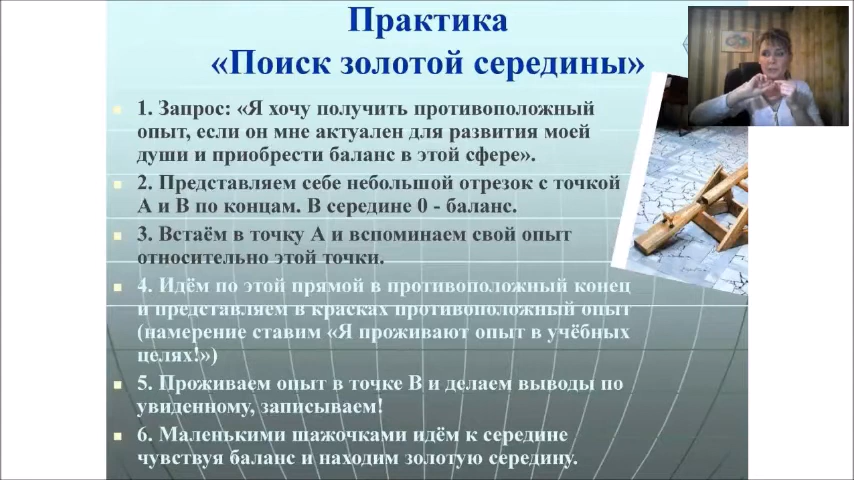 Практика
«Поиск золотой середины»
1. Запрос: «Я хочу получить противоположный
опыт, если он мне актуален для развития моей
души и приобрести баланс в этой сфере».
2. Представляем себе небольшой отрезок с точкой
А и В по концам. В середине 0 - баланс.
3. Встаём в точку А и вспоминаем свой опыт
относительно этой точки.
4. Идём по этой прямой в противоположный конец
и представляем в красках противоположный опыт
(намерение ставим «Я проживают опыт в учёбных
целях!»)
5. Проживаем опыт в точке В и делаем выводы по
увиденному, записываем!
6. Маленькими шажочками идём к середине
чувствуя баланс и находим золотую середину.